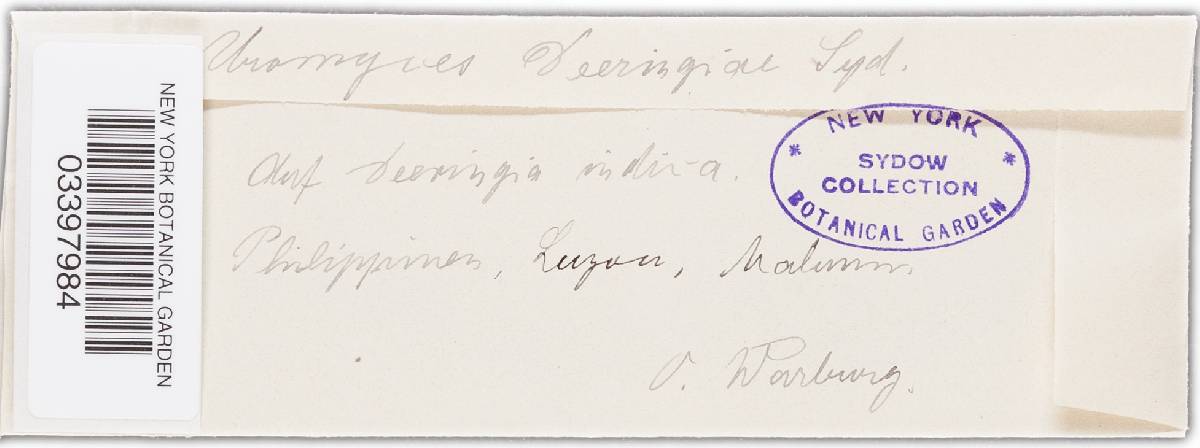 Uromyces Deeringiae Syd.
Auf Deeringia indica.
Philippinen, Luzon,
O. Warburg.
NEW YORK
SYDOW
COLLECTION
BOTANICAL GARDEN
NEW YORK BOTANICAL GARDEN
03397984